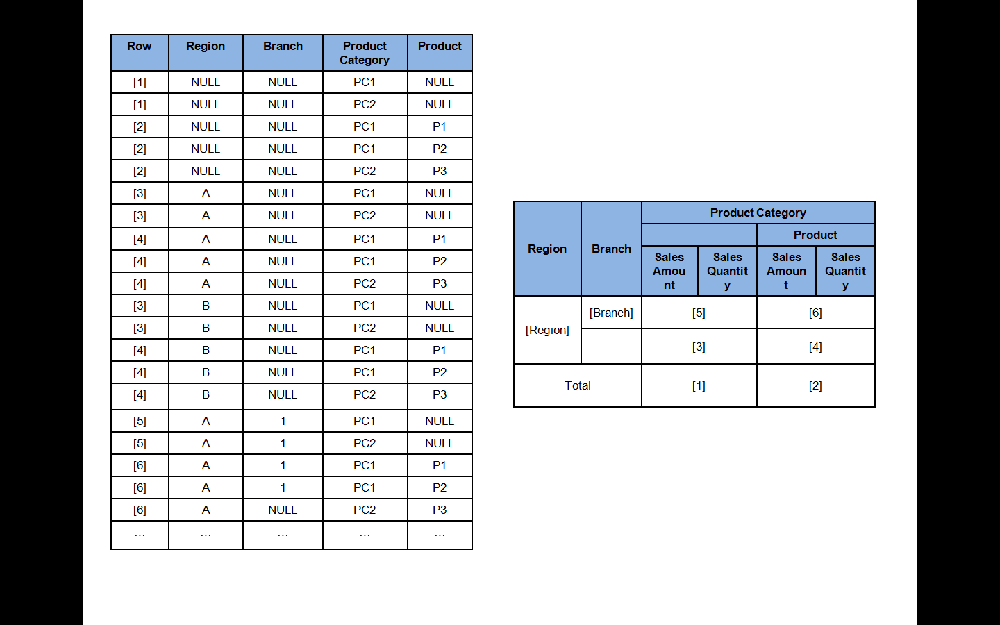 Row Region Branch Product Category Product
[1] NULL NULL PC1 NULL
[1] NULL NULL PC2 NULL
[2] NULL NULL PC1 P1
[2] NULL NULL PC1 P2
[2] NULL NULL PC2 P3
[3] A NULL PC1 NULL
[3] A NULL PC2 NULL
[4] A NULL PC1 P1
[4] A NULL PC1 P2
[4] A NULL PC2 P3
[3] B NULL PC1 NULL
[3] B NULL PC2 NULL
[4] B NULL PC1 P1
[4] B NULL PC1 P2
[4] B NULL PC2 P3
[5] A 1 PC1 NULL
[5] A 1 PC2 NULL
[6] A 1 PC1 P1
[6] A 1 PC1 P2
[6] A NULL PC2 P3
... ... ... ... ...
Region Branch Product Category
Product
Sales Sales Sales Sales
Amou Quantit Amoun Quantit
nt y t y
[Region] [Branch] [5] [6]
[3] [4]
Total [1] [2]